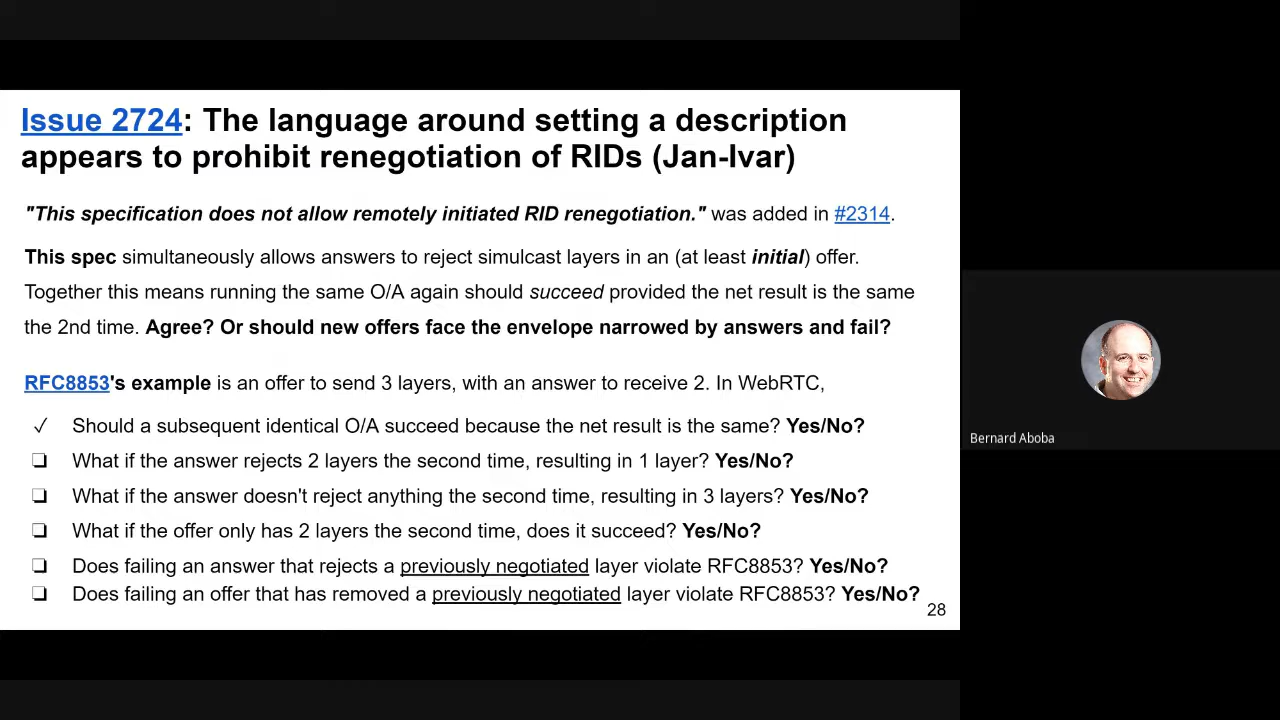 Issue 2724: The language around setting a description
appears to prohibit renegotiation of RIDs (Jan-Ivar)
"This specification does not allow remotely initiated RID renegotiation." was added in #2314.
This spec simultaneously allows answers to reject simulcast layers in an (at least initial) offer.
Together this means running the same O/A again should succeed provided the net result is the same
the 2nd time. Agree? Or should new offers face the envelope narrowed by answers and fail?
RFC8853's example is an offer to send 3 layers, with an answer to receive 2. In WebRTC,
✓ Should a subsequent identical O/A succeed because the net result is the same? Yes/No?
❏ What if the answer rejects 2 layers the second time, resulting in 1 layer? Yes/No?
❏ What if the answer doesn't reject anything the second time, resulting in 3 layers? Yes/No?
❏ What if the offer only has 2 layers the second time, does it succeed? Yes/No?
❏ Does failing an answer that rejects a previously negotiated layer violate RFC8853? Yes/No?
❏ Does failing an offer that has removed a previously negotiated layer violate RFC8853? Yes/No?
28
Bernard Aboba